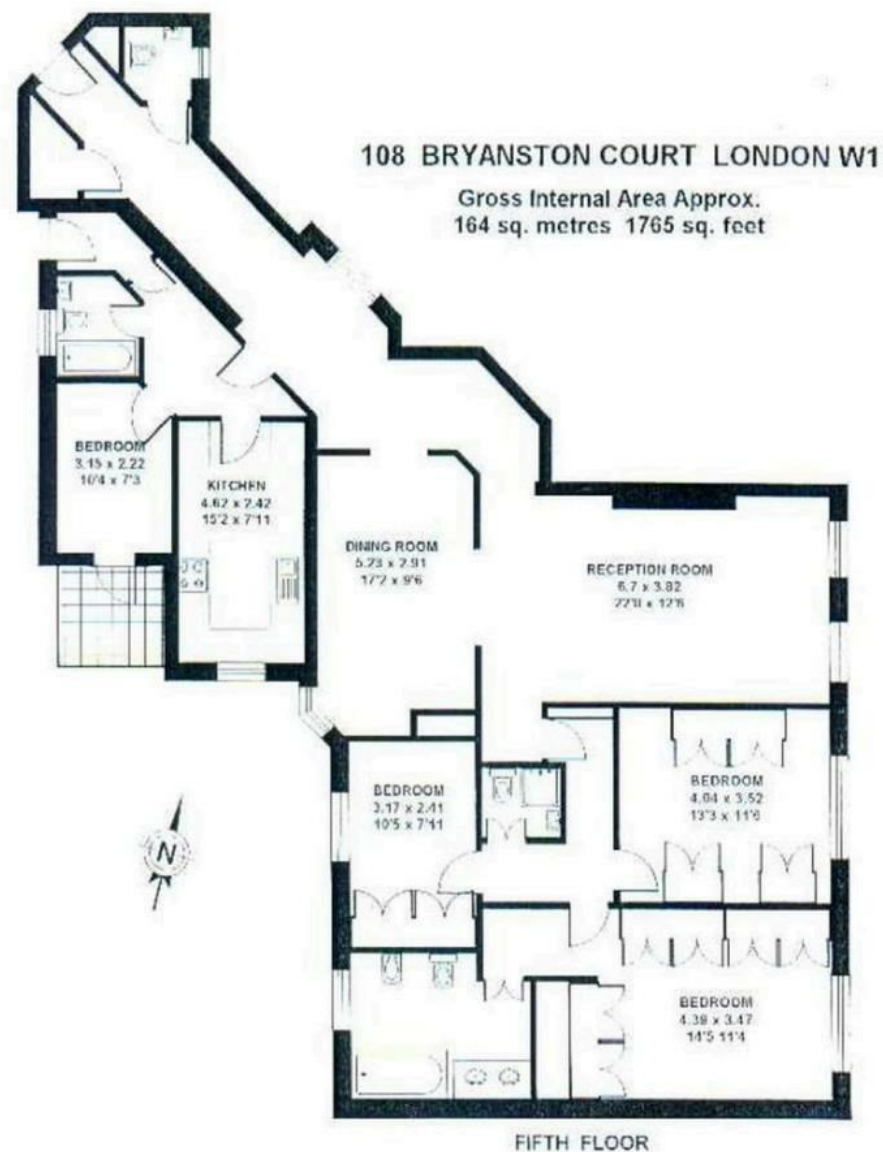 108 BRYANSTON COURT LONDON W1
Gross Internal Area Approx.
164 sq. metres 1765 sq. feet
BEDROOM
3.15 x 2.22
10'4 x 7'3
KITCHEN
4.62 x 2.42
15'2 x 7'11
DINING ROOM
5.23 x 2.91
17'2 x 9'6
RECEPTION ROOM
6.7 x 3.82
22'0 x 12'6
BEDROOM
3.17 x 2.41
10'5 x 7'11
BEDROOM
4.04 x 3.52
13'3 x 11'6
N
BEDROOM
4.39 x 3.47
14'5 11'4
FIFTH FLOOR